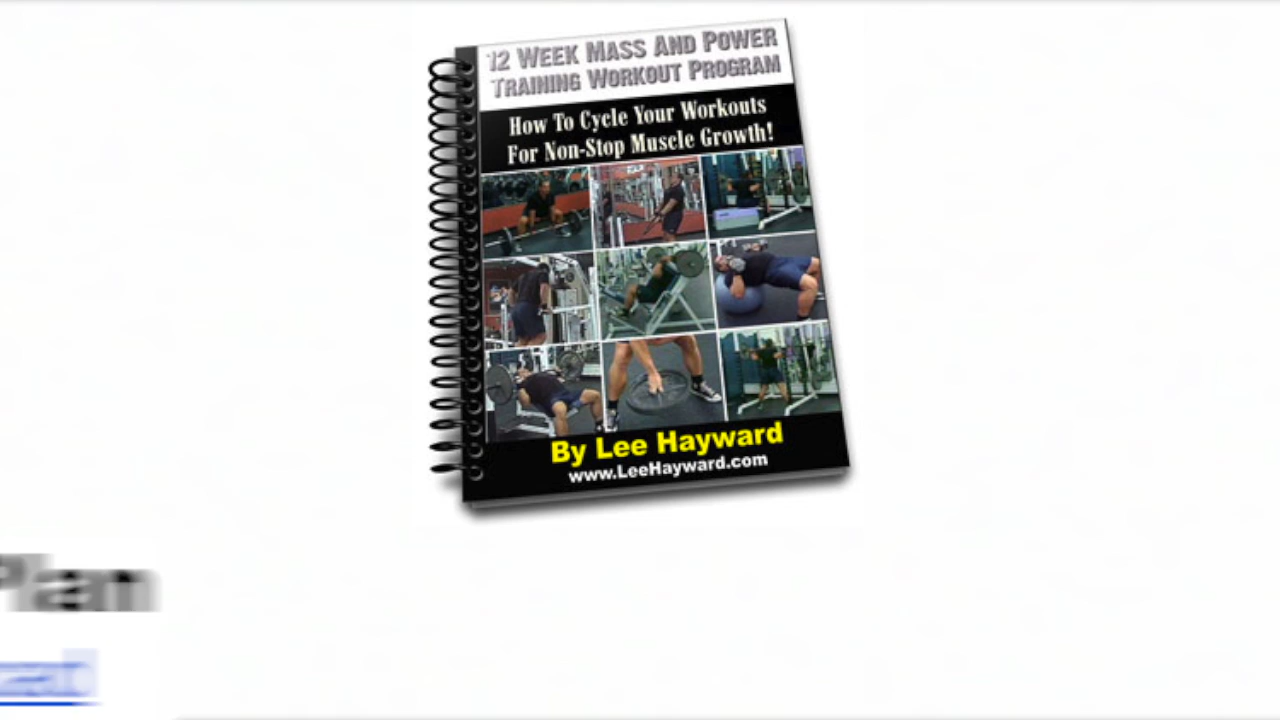 12 Week Mass And Power
Training Workout Program
How To Cycle Your Workouts
For Non-Stop Muscle Growth!
By Lee Hayward
www.LeeHayward.com
Plan